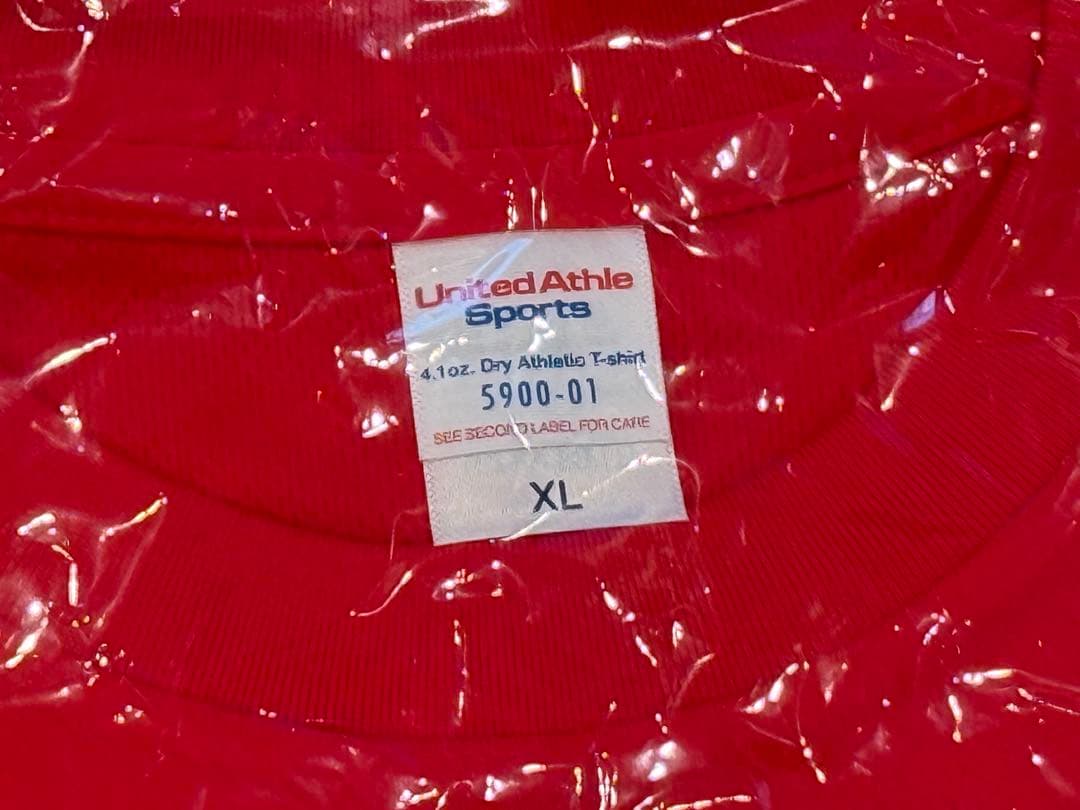 United Athle
Sports
4.1oz. Dry Athletic T-shirt
5900-01
SEE SECOND LABEL FOR CARE
XL